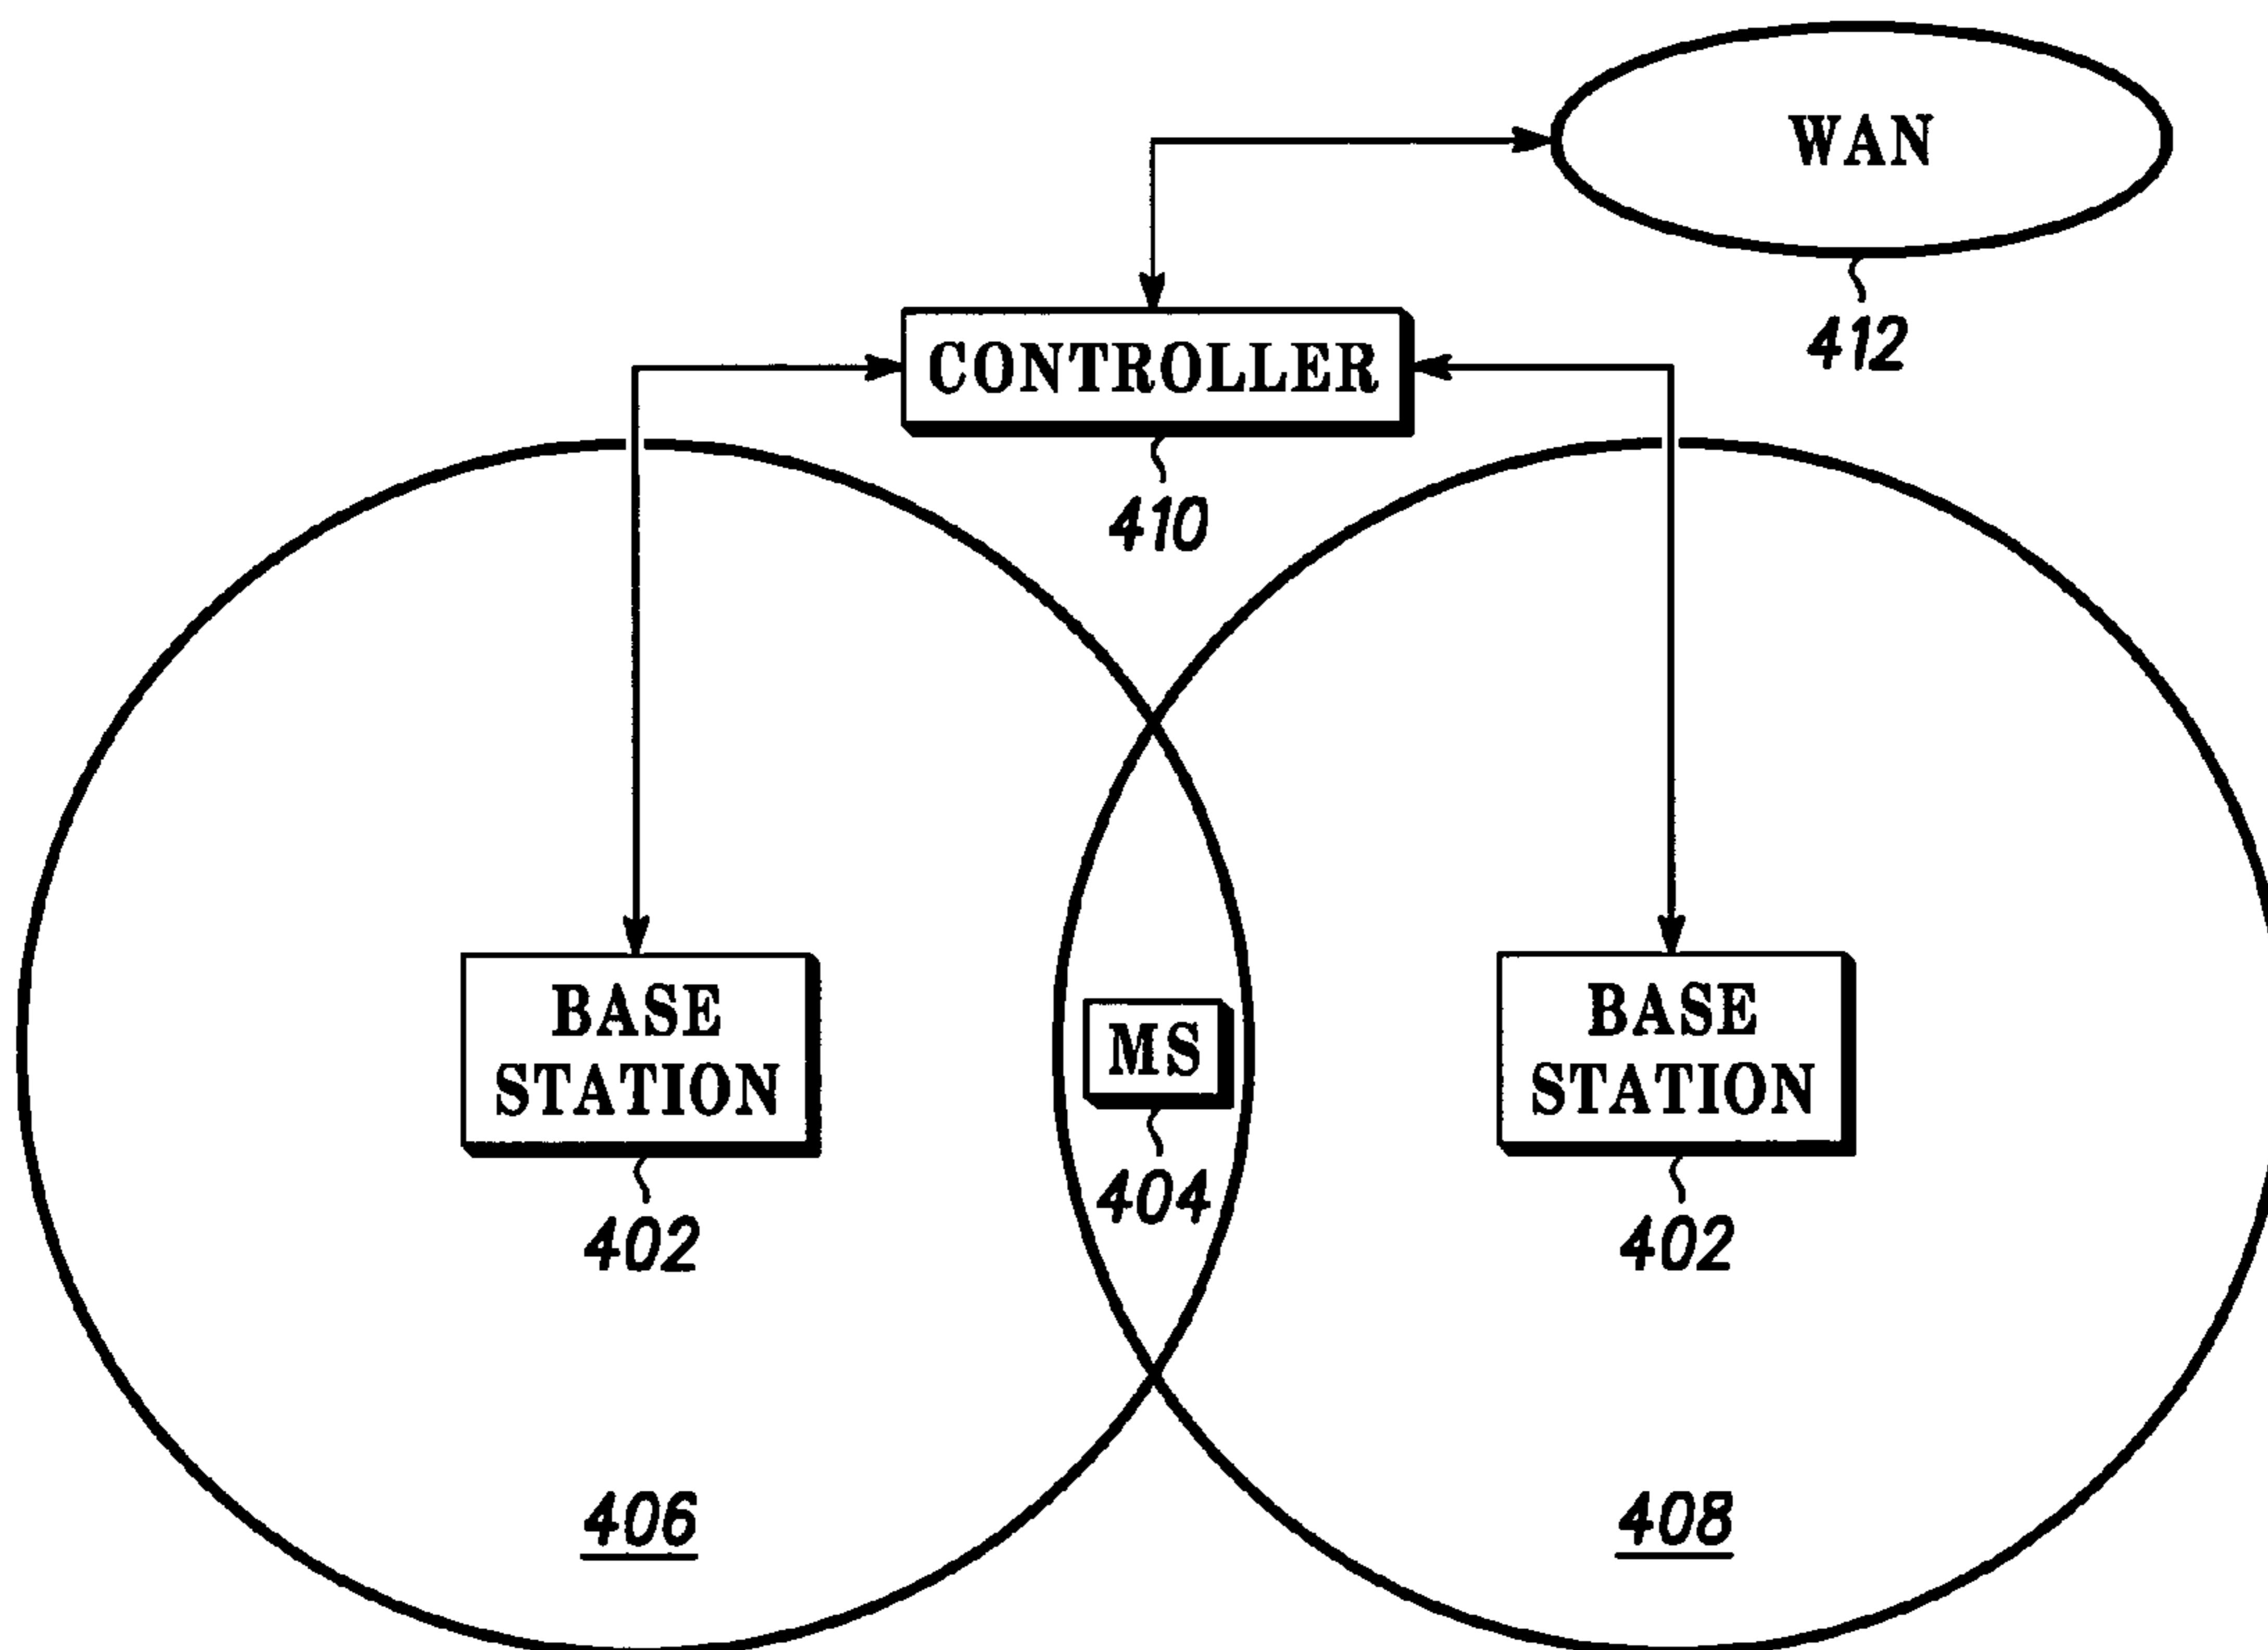 WAN
412
CONTROLLER
410
BASE
STATION
402
MS
404
BASE
STATION
402
406
408